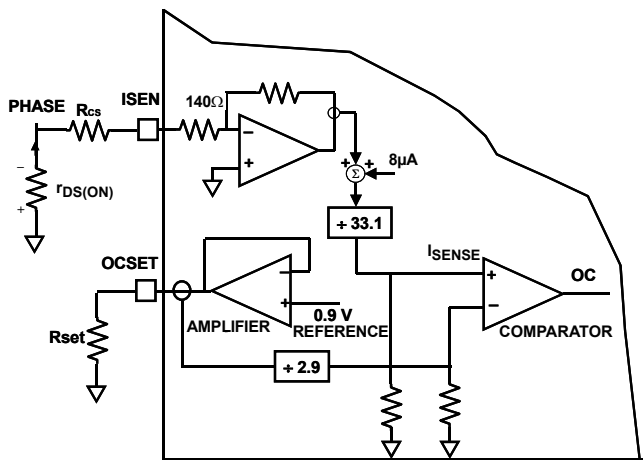 PHASE
Rcs
ISEN
140Ω
−
+
−
+
rDS(ON)
+ +
Σ
8µA
÷ 33.1
ISENSE
OCSET
−
+
AMPLIFIER
0.9 V
REFERENCE
+
−
OC
COMPARATOR
Rset
÷ 2.9